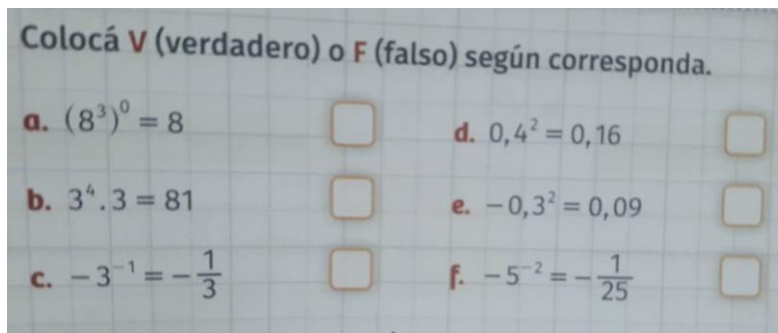 Colocá V (verdadero) o F (falso) según corresponda.
a. (8³)⁰ = 8
d. 0,4² = 0,16
b. 3⁴ . 3 = 81
e. −0,3² = 0,09
c. −3⁻¹ = −1/3
f. −5⁻² = −1/25